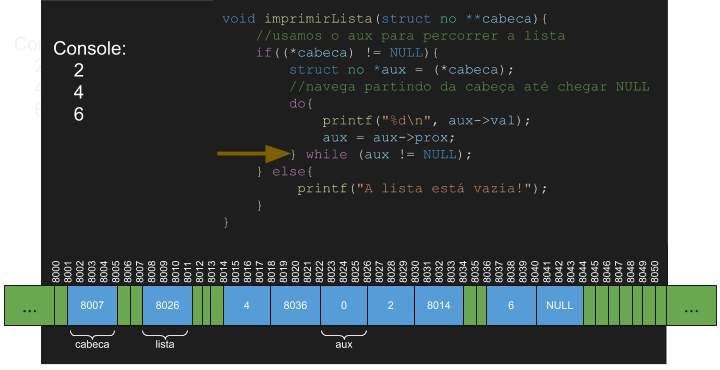 void imprimirLista(struct no **cabeca){
//usamos o aux para percorrer a lista
if((*cabeca) != NULL){
struct no *aux = (*cabeca);
//navega partindo da cabeça até chegar NULL
do{
printf("%d\n", aux->val);
aux = aux->prox;
} while (aux != NULL);
} else{
printf("A lista está vazia!");
}
}
Console:
2
4
6
8000 8001 8002 8003 8004 8005 8006 8007 8008 8009 8010 8011 8012 8013 8014 8015 8016 8017 8018 8019 8020 8021 8022 8023 8024 8025 8026 8027 8028 8029 8030 8031 8032 8033 8034 8035 8036 8037 8038 8039 8040 8041 8042 8043 8044 8045 8046 8047 8048 8049 8050
... 8007 8026 4 8036 0 2 8014 6 NULL ...
cabeca lista aux